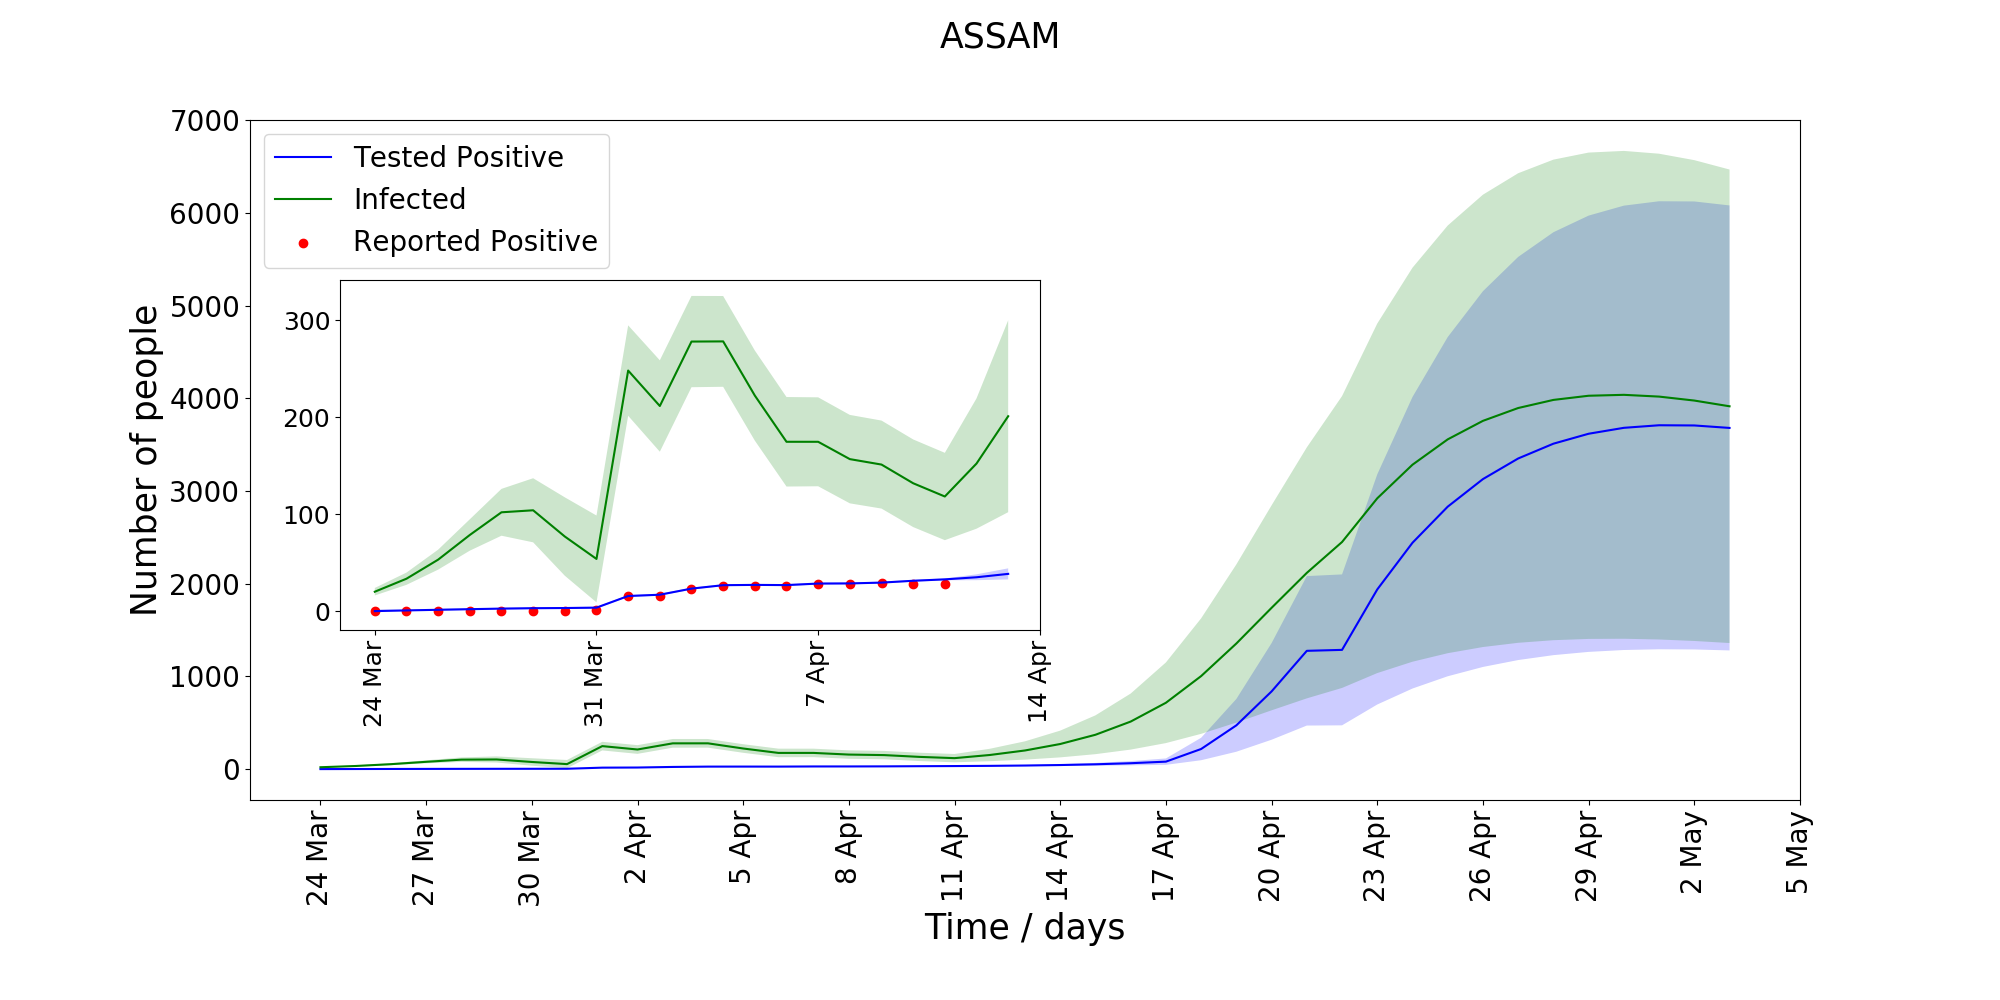 ASSAM
Tested Positive
Infected
Reported Positive
Number of people
7000
6000
5000
4000
3000
2000
1000
0
300
200
100
0
24 Mar
31 Mar
7 Apr
14 Apr
24 Mar
27 Mar
30 Mar
2 Apr
5 Apr
8 Apr
11 Apr
14 Apr
17 Apr
20 Apr
23 Apr
26 Apr
29 Apr
2 May
5 May
Time / days